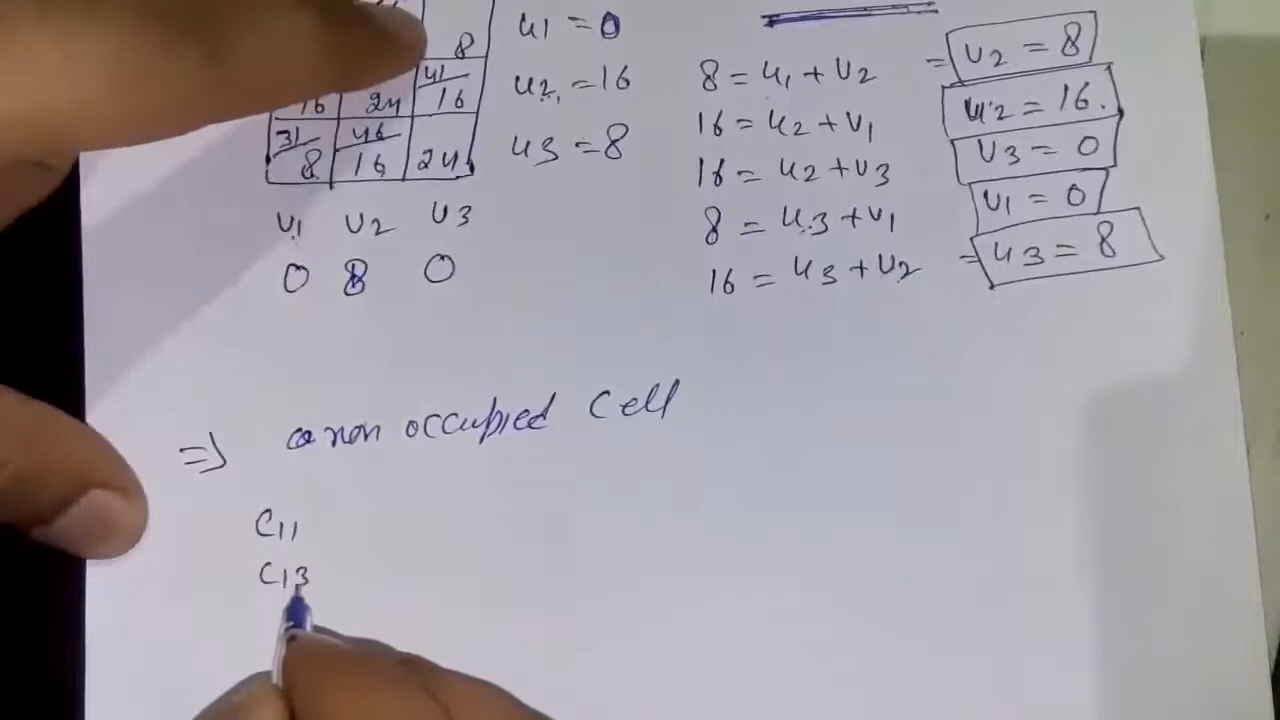 8 u1 = 0
41
16 24 16 u2 = 16
31 46
8 16 24 u3 = 8
v1 v2 v3
0 8 0
8 = u1 + v2 = v2 = 8
16 = u2 + v1 u2 = 16.
16 = u2 + v3 v3 = 0
8 = u3 + v1 v1 = 0
16 = u3 + v2 = u3 = 8
=> non occupied cell
C11
C13